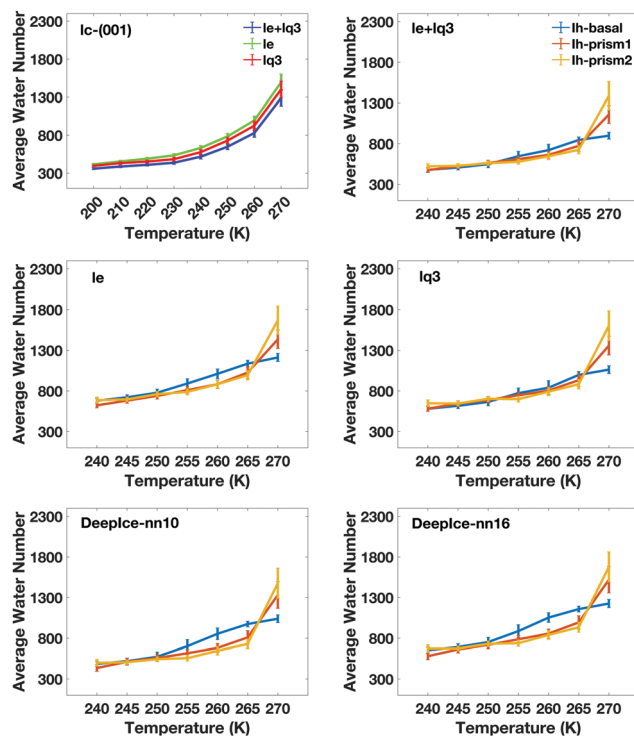 Ic-(001)
Ie+Iq3
Ie
Iq3
Average Water Number
2300
1800
1300
800
300
200 210 220 230 240 250 260 270
Temperature (K)
Ie+Iq3
Ih-basal
Ih-prism1
Ih-prism2
Average Water Number
2300
1800
1300
800
300
240 245 250 255 260 265 270
Temperature (K)
Ie
Average Water Number
2300
1800
1300
800
300
240 245 250 255 260 265 270
Temperature (K)
Iq3
Average Water Number
2300
1800
1300
800
300
240 245 250 255 260 265 270
Temperature (K)
DeepIce-nn10
Average Water Number
2300
1800
1300
800
300
240 245 250 255 260 265 270
Temperature (K)
DeepIce-nn16
Average Water Number
2300
1800
1300
800
300
240 245 250 255 260 265 270
Temperature (K)